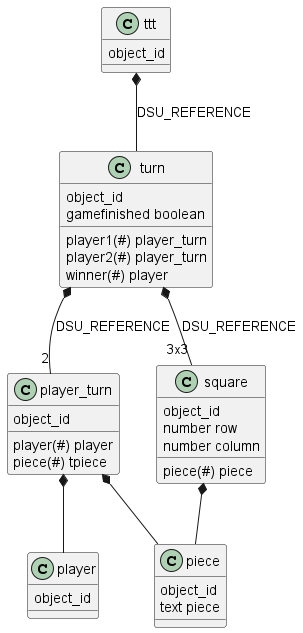 C ttt
object_id
DSU_REFERENCE
C turn
object_id
gamefinished boolean
player1(#) player_turn
player2(#) player_turn
winner(#) player
DSU_REFERENCE
DSU_REFERENCE
2
3x3
C player_turn
object_id
player(#) player
piece(#) tpiece
C square
object_id
number row
number column
piece(#) piece
C player
object_id
C piece
object_id
text piece